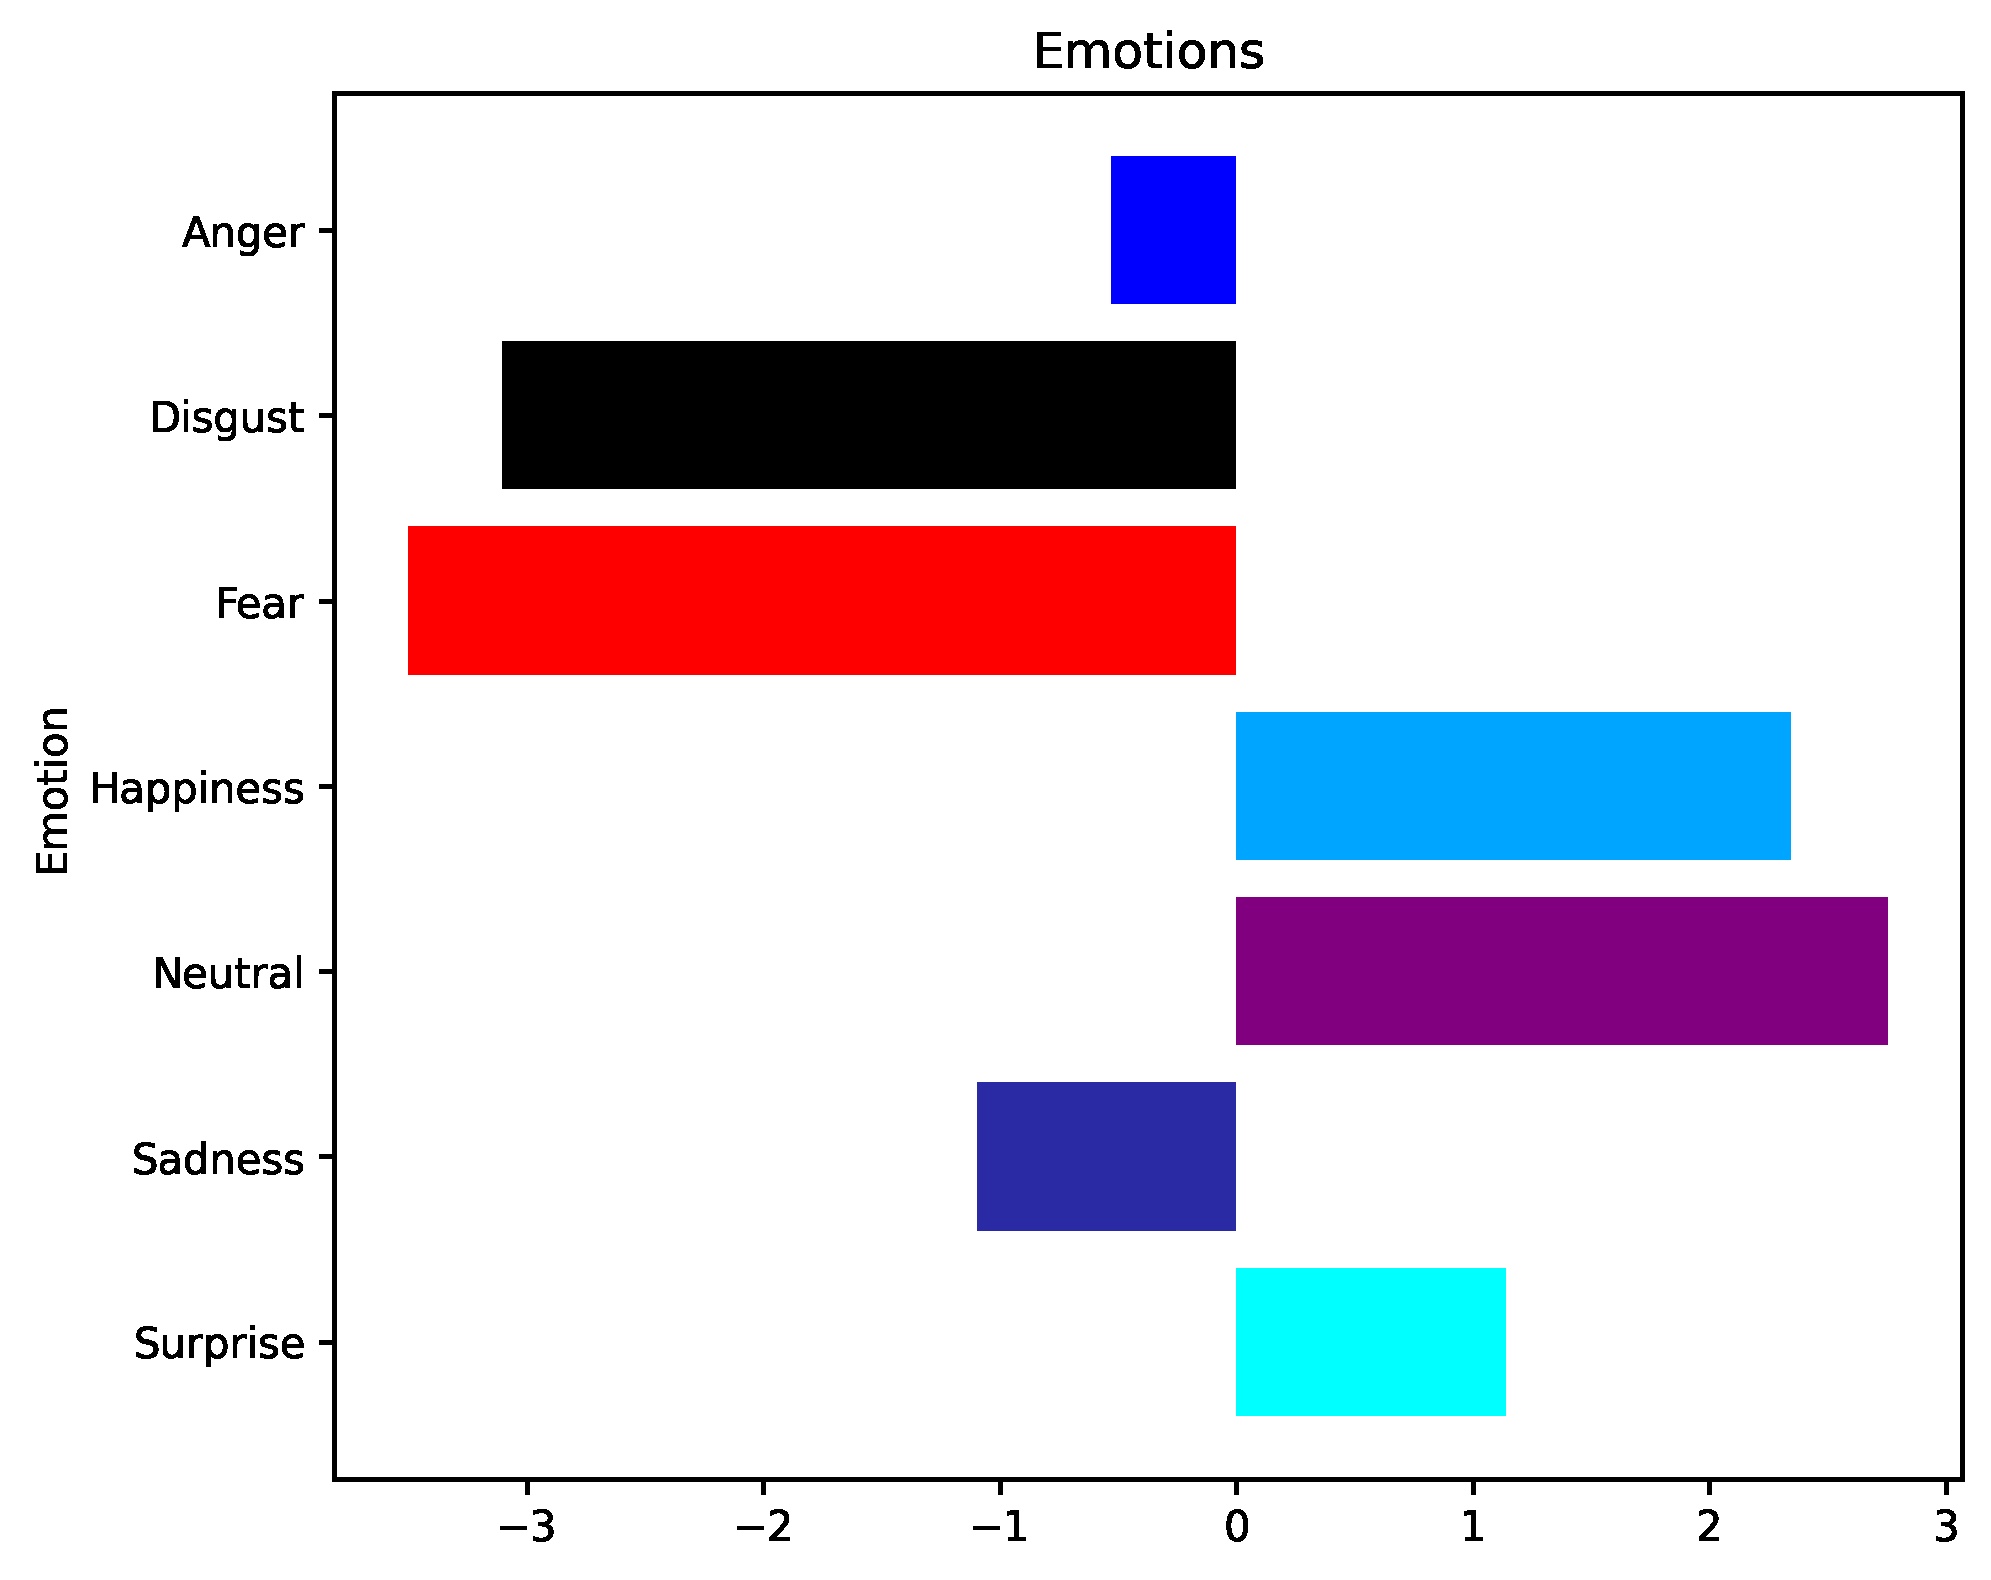 Emotions
Anger
Disgust
Fear
Happiness
Neutral
Sadness
Surprise
Emotion
−3 −2 −1 0 1 2 3